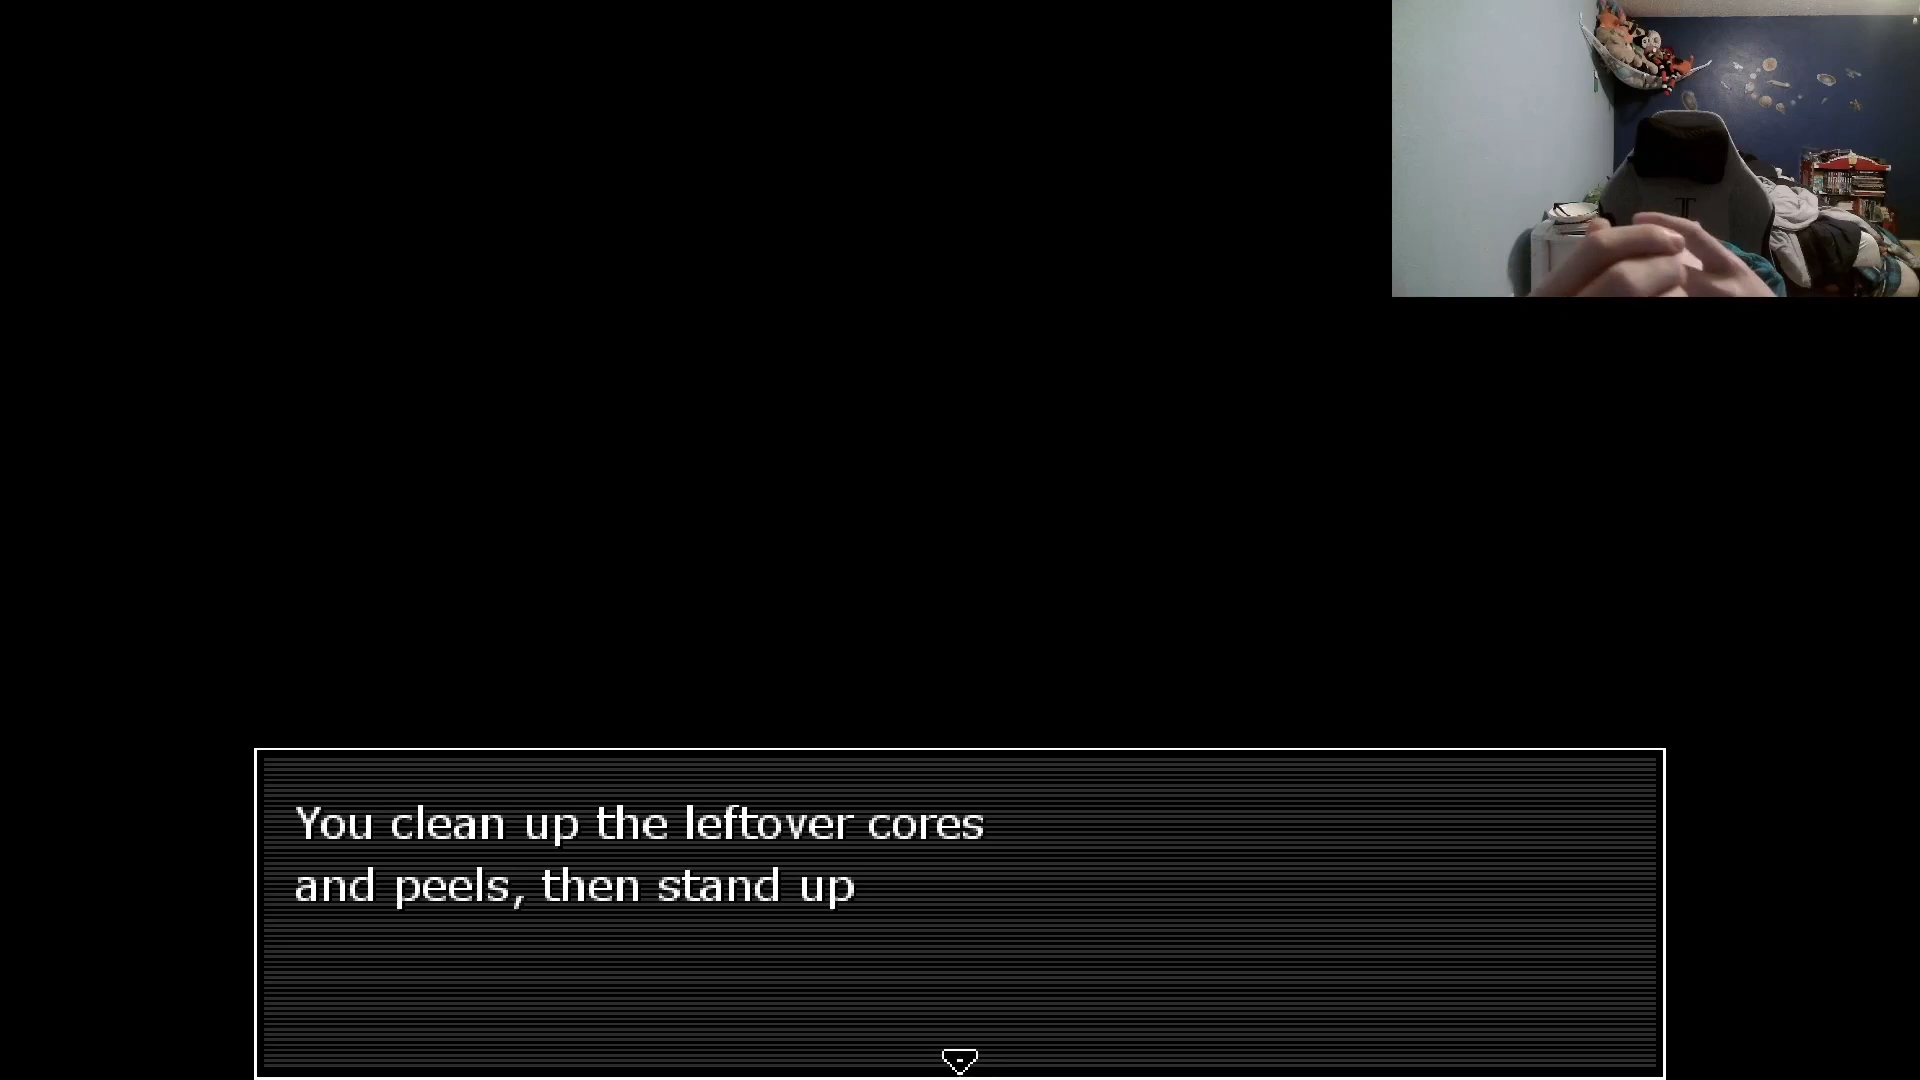 You clean up the leftover cores
and peels, then stand up